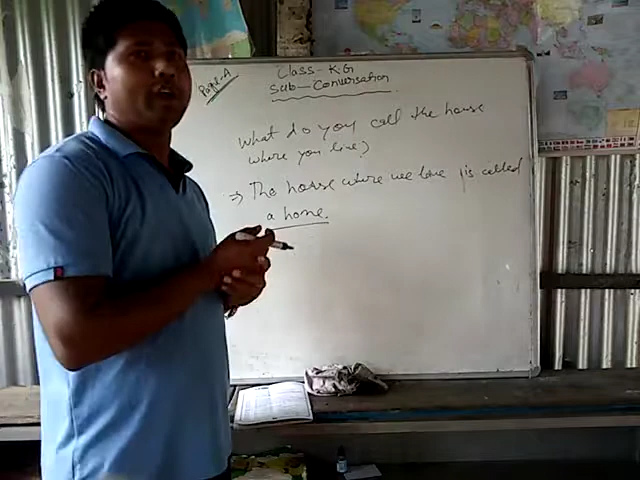 Page-A
Class-KG
Sub-Conversation
What do you call the house
where you live?
⇒ The house where we live is called
a home.